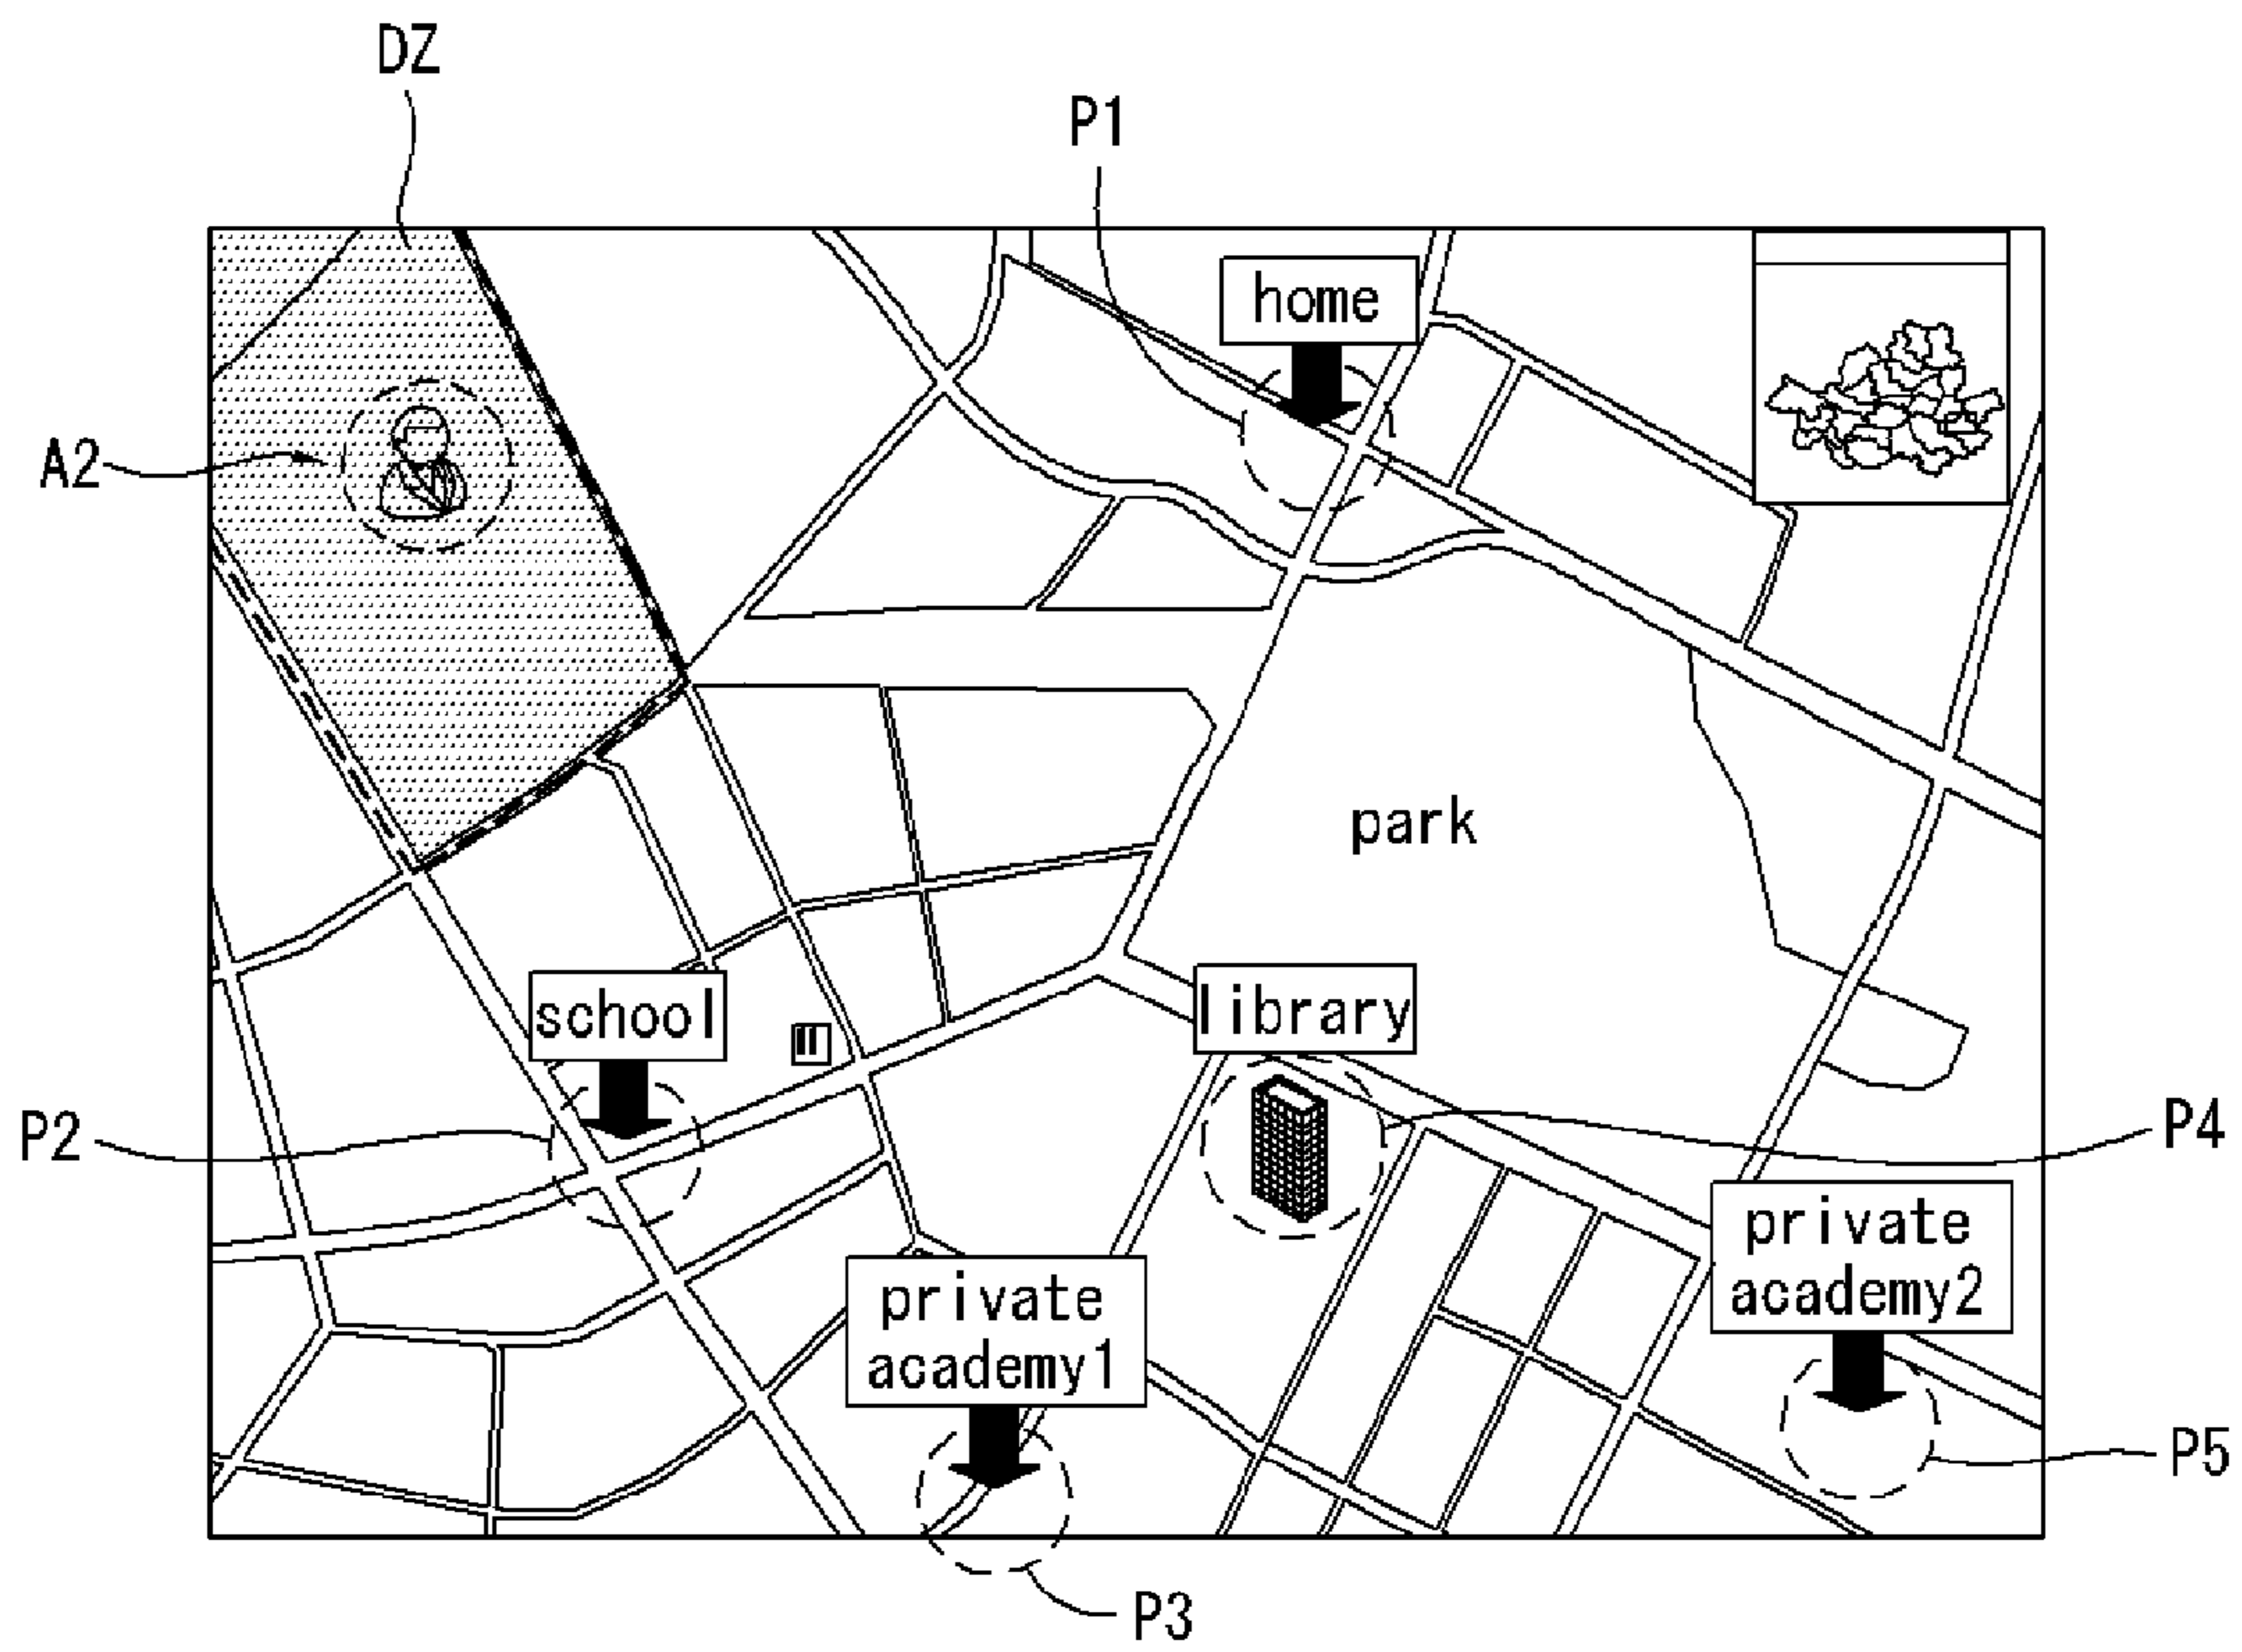 DZ
P1
home
A2
park
school
library
P2
P4
private
academy2
private
academy1
P5
P3